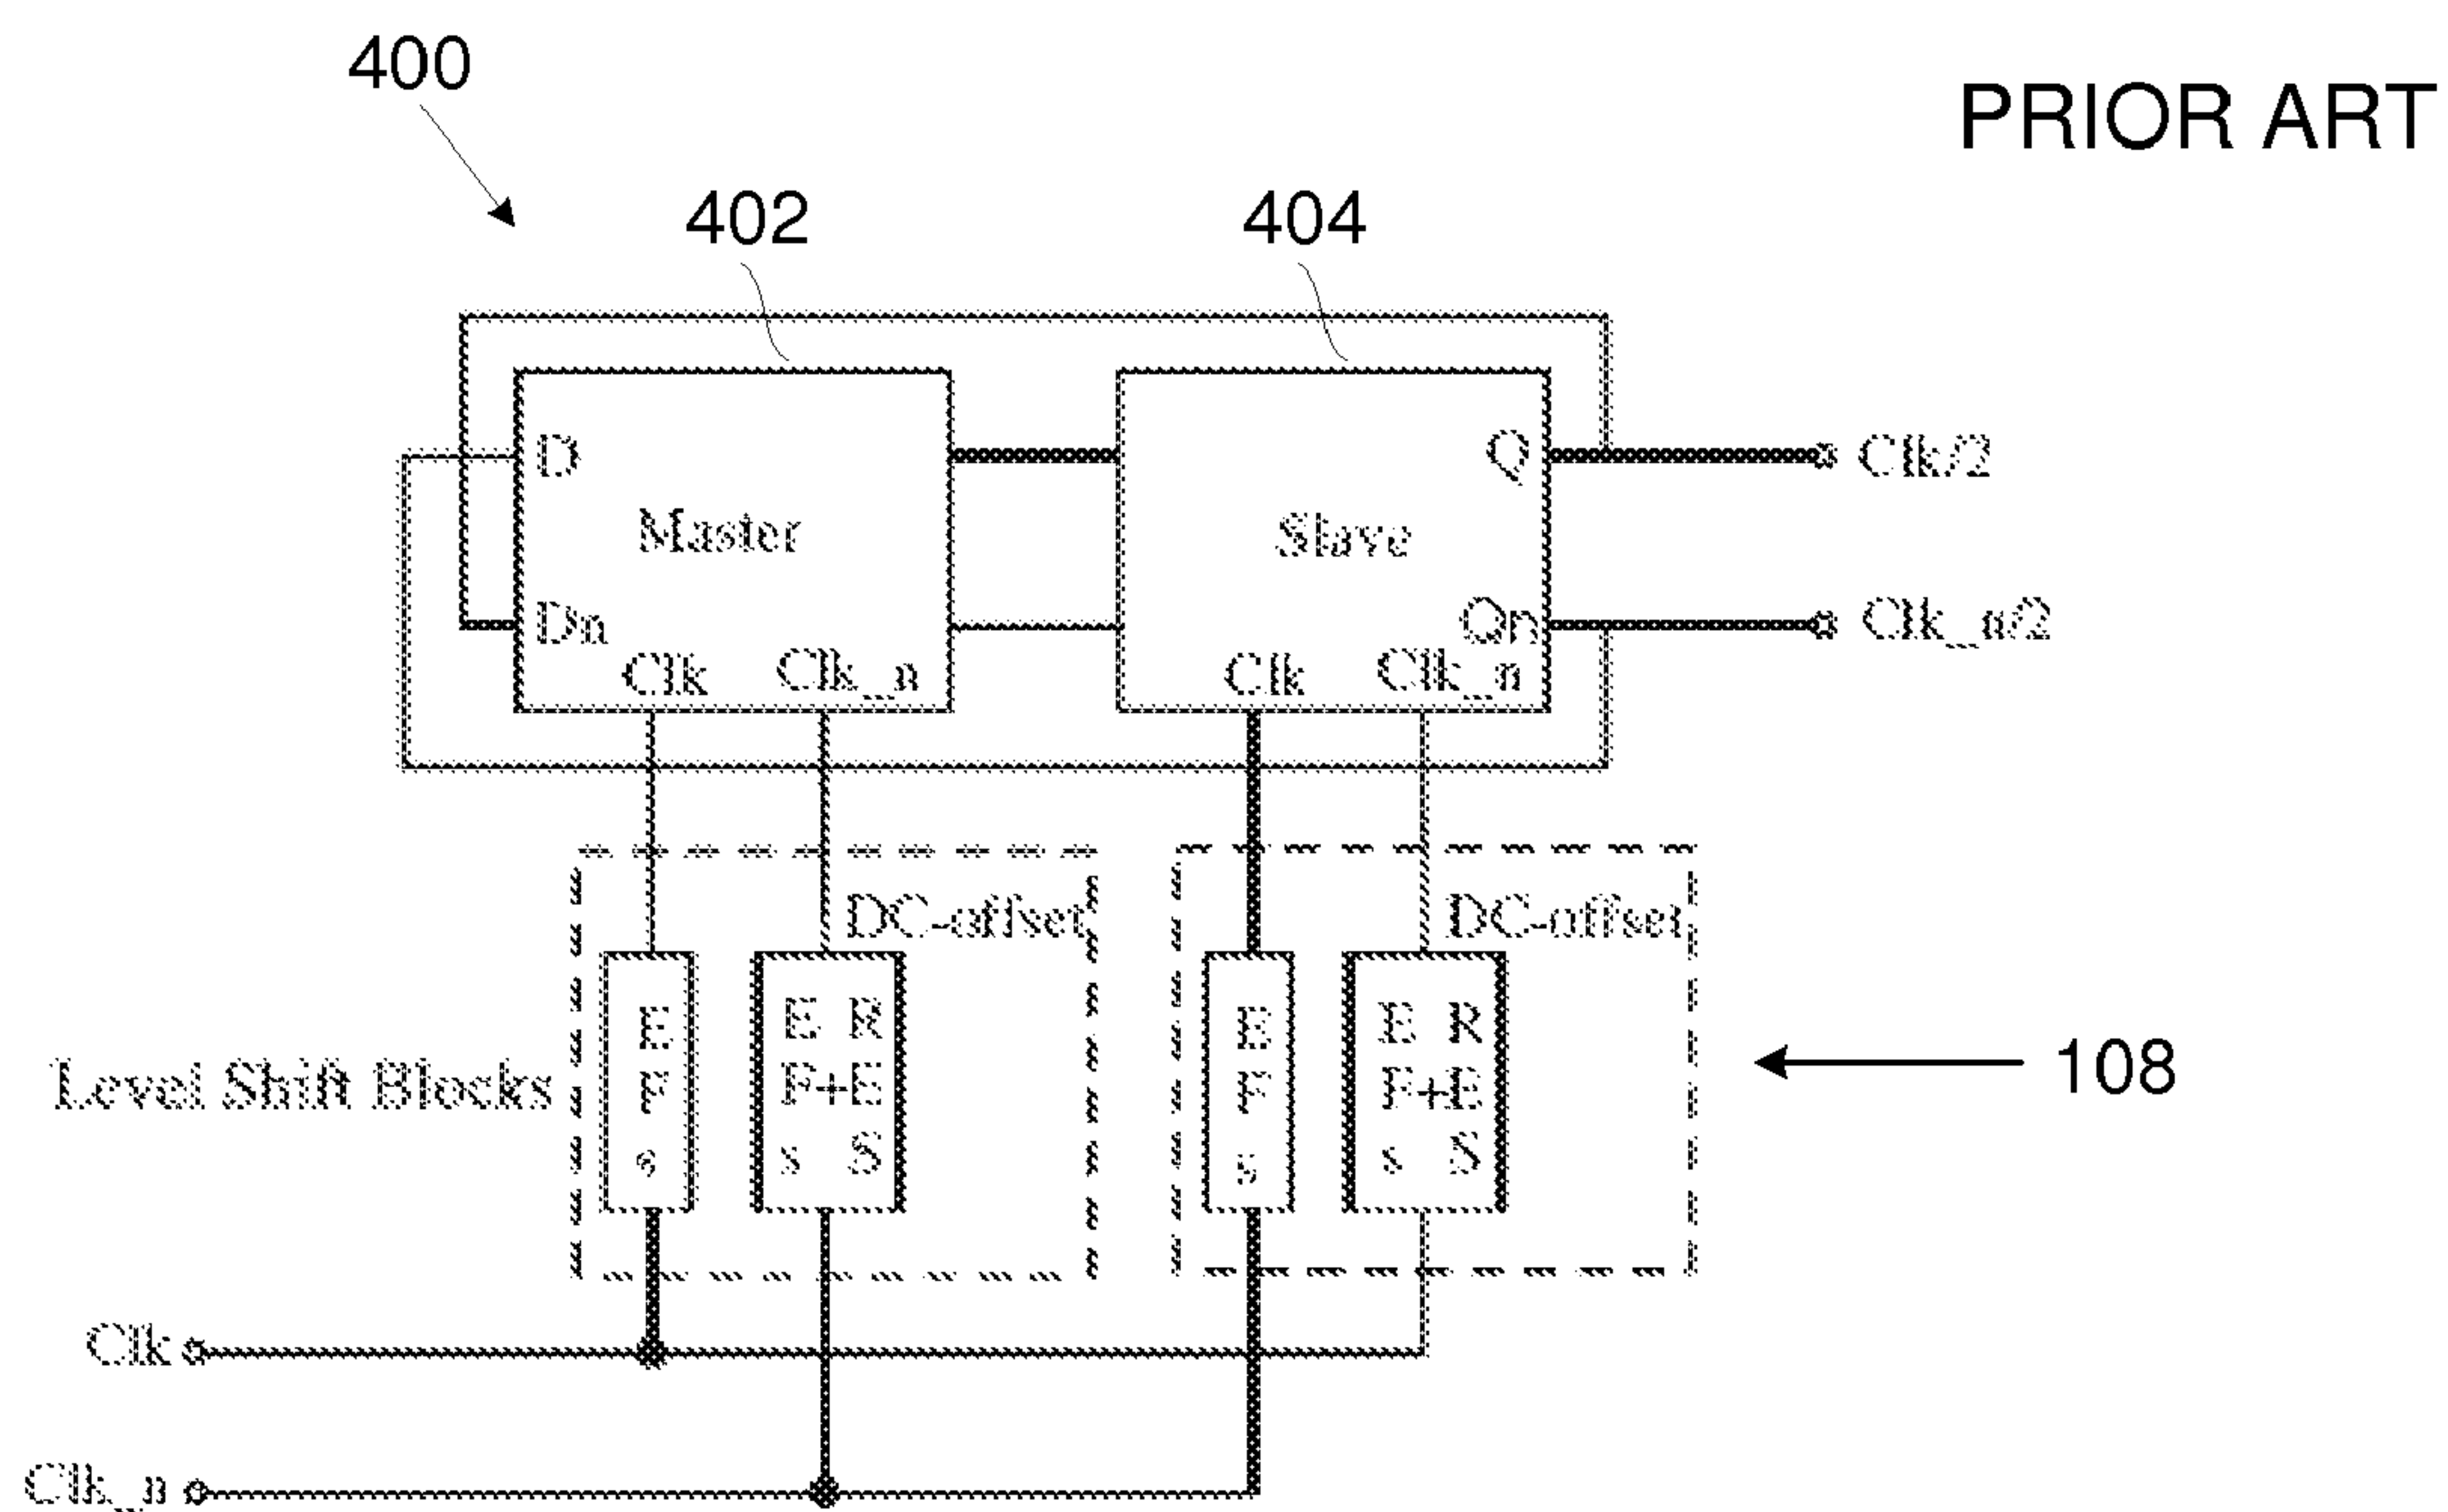 400
PRIOR ART
402
404
D
Q
Clk/2
Master
Slave
Dn
Qn
Clk_n/2
Clk
Clk_n
Clk
Clk_n
DC-offset
DC-offset
Level Shift Blocks
E
F
s
E R
F+E
s S
E
F
s
E R
F+E
s S
108
Clk
Clk_n